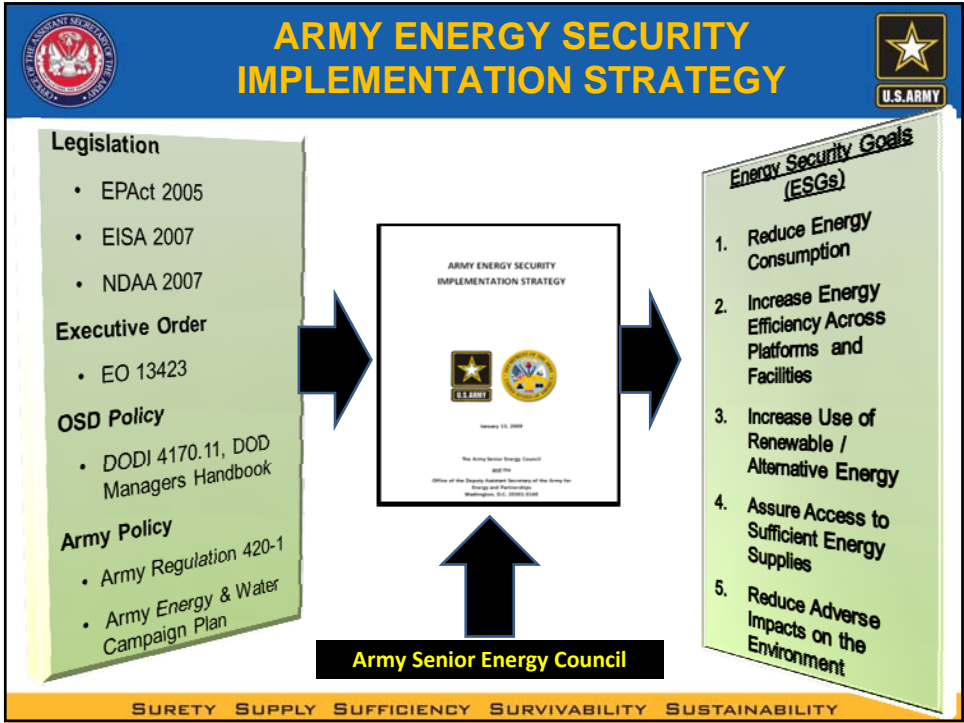 ARMY ENERGY SECURITY
IMPLEMENTATION STRATEGY
U.S.ARMY
Legislation
• EPAct 2005
• EISA 2007
• NDAA 2007
Executive Order
• EO 13423
OSD Policy
• DODI 4170.11, DOD
Managers Handbook
Army Policy
• Army Regulation 420-1
• Army Energy & Water
Campaign Plan
ARMY ENERGY SECURITY
IMPLEMENTATION STRATEGY
U.S.ARMY
January 13, 2009
The Army Senior Energy Council
and the
Office of the Deputy Assistant Secretary of the Army for
Energy and Partnerships
Washington, D.C. 20301-3140
Army Senior Energy Council
Energy Security Goals
(ESGs)
1. Reduce Energy
Consumption
2. Increase Energy
Efficiency Across
Platforms and
Facilities
3. Increase Use of
Renewable /
Alternative Energy
4. Assure Access to
Sufficient Energy
Supplies
5. Reduce Adverse
Impacts on the
Environment
SURETY SUPPLY SUFFICIENCY SURVIVABILITY SUSTAINABILITY